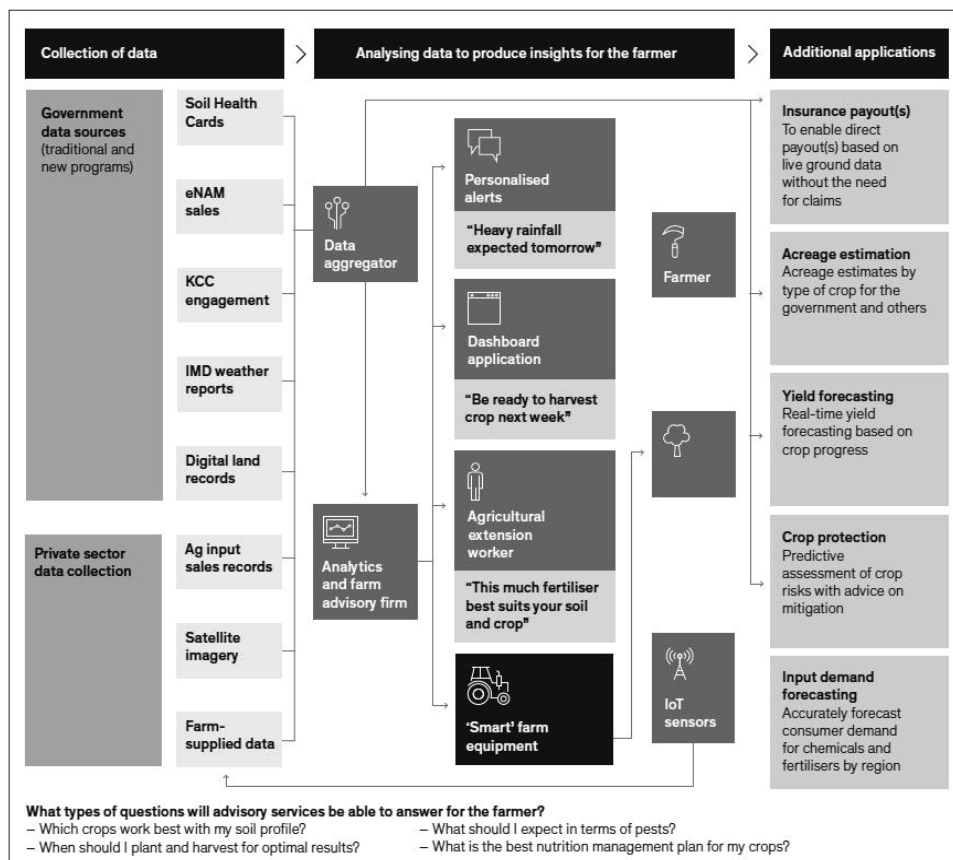 Collection of data
Analysing data to produce insights for the farmer
Additional applications
Government
data sources
(traditional and
new programs)
Private sector
data collection
Soil Health
Cards
eNAM
sales
KCC
engagement
IMD weather
reports
Digital land
records
Ag input
sales records
Satellite
imagery
Farm-
supplied data
Data
aggregator
Analytics
and farm
advisory firm
Personalised
alerts
“Heavy rainfall
expected tomorrow”
Dashboard
application
“Be ready to harvest
crop next week”
Agricultural
extension
worker
“This much fertiliser
best suits your soil
and crop”
‘Smart’ farm
equipment
Farmer
IoT
sensors
Insurance payout(s)
To enable direct
payout(s) based on
live ground data
without the need
for claims
Acreage estimation
Acreage estimates by
type of crop for the
government and others
Yield forecasting
Real-time yield
forecasting based on
crop progress
Crop protection
Predictive
assessment of crop
risks with advice on
mitigation
Input demand
forecasting
Accurately forecast
consumer demand
for chemicals and
fertilisers by region
What types of questions will advisory services be able to answer for the farmer?
– Which crops work best with my soil profile?
– When should I plant and harvest for optimal results?
– What should I expect in terms of pests?
– What is the best nutrition management plan for my crops?